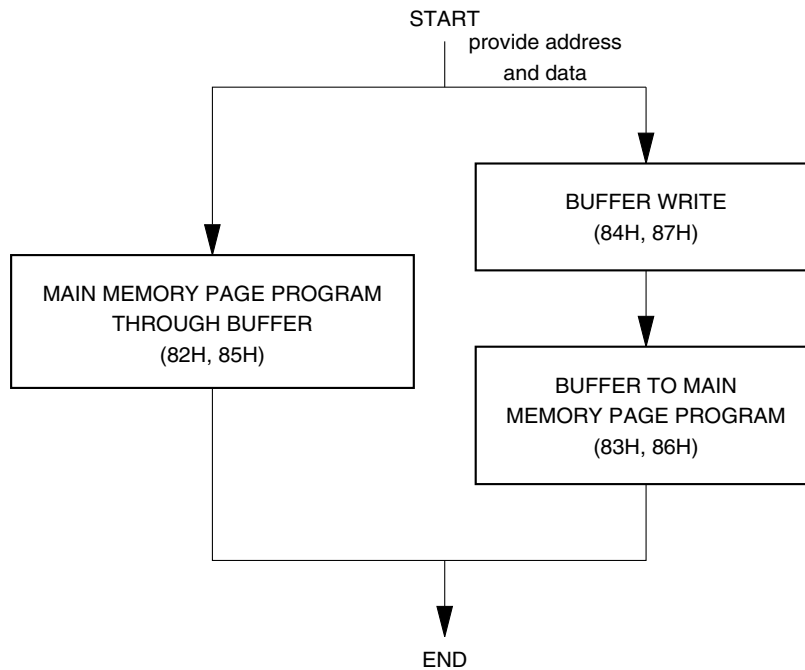 START
provide address
and data
BUFFER WRITE
(84H, 87H)
MAIN MEMORY PAGE PROGRAM
THROUGH BUFFER
(82H, 85H)
BUFFER TO MAIN
MEMORY PAGE PROGRAM
(83H, 86H)
END